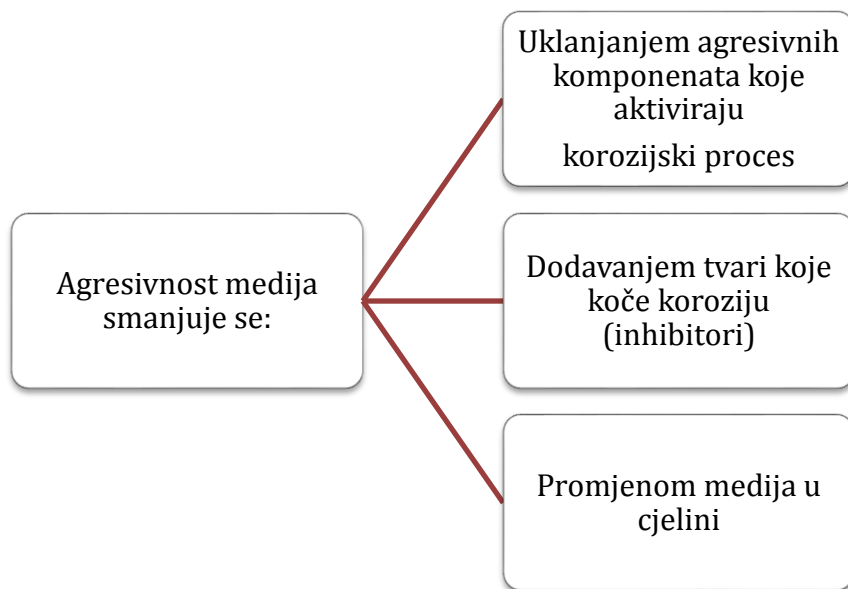 Agresivnost medija
smanjuje se:
Uklanjanjem agresivnih
komponenata koje
aktiviraju
korozijski proces
Dodavanjem tvari koje
koče koroziju
(inhibitori)
Promjenom medija u
cjelini